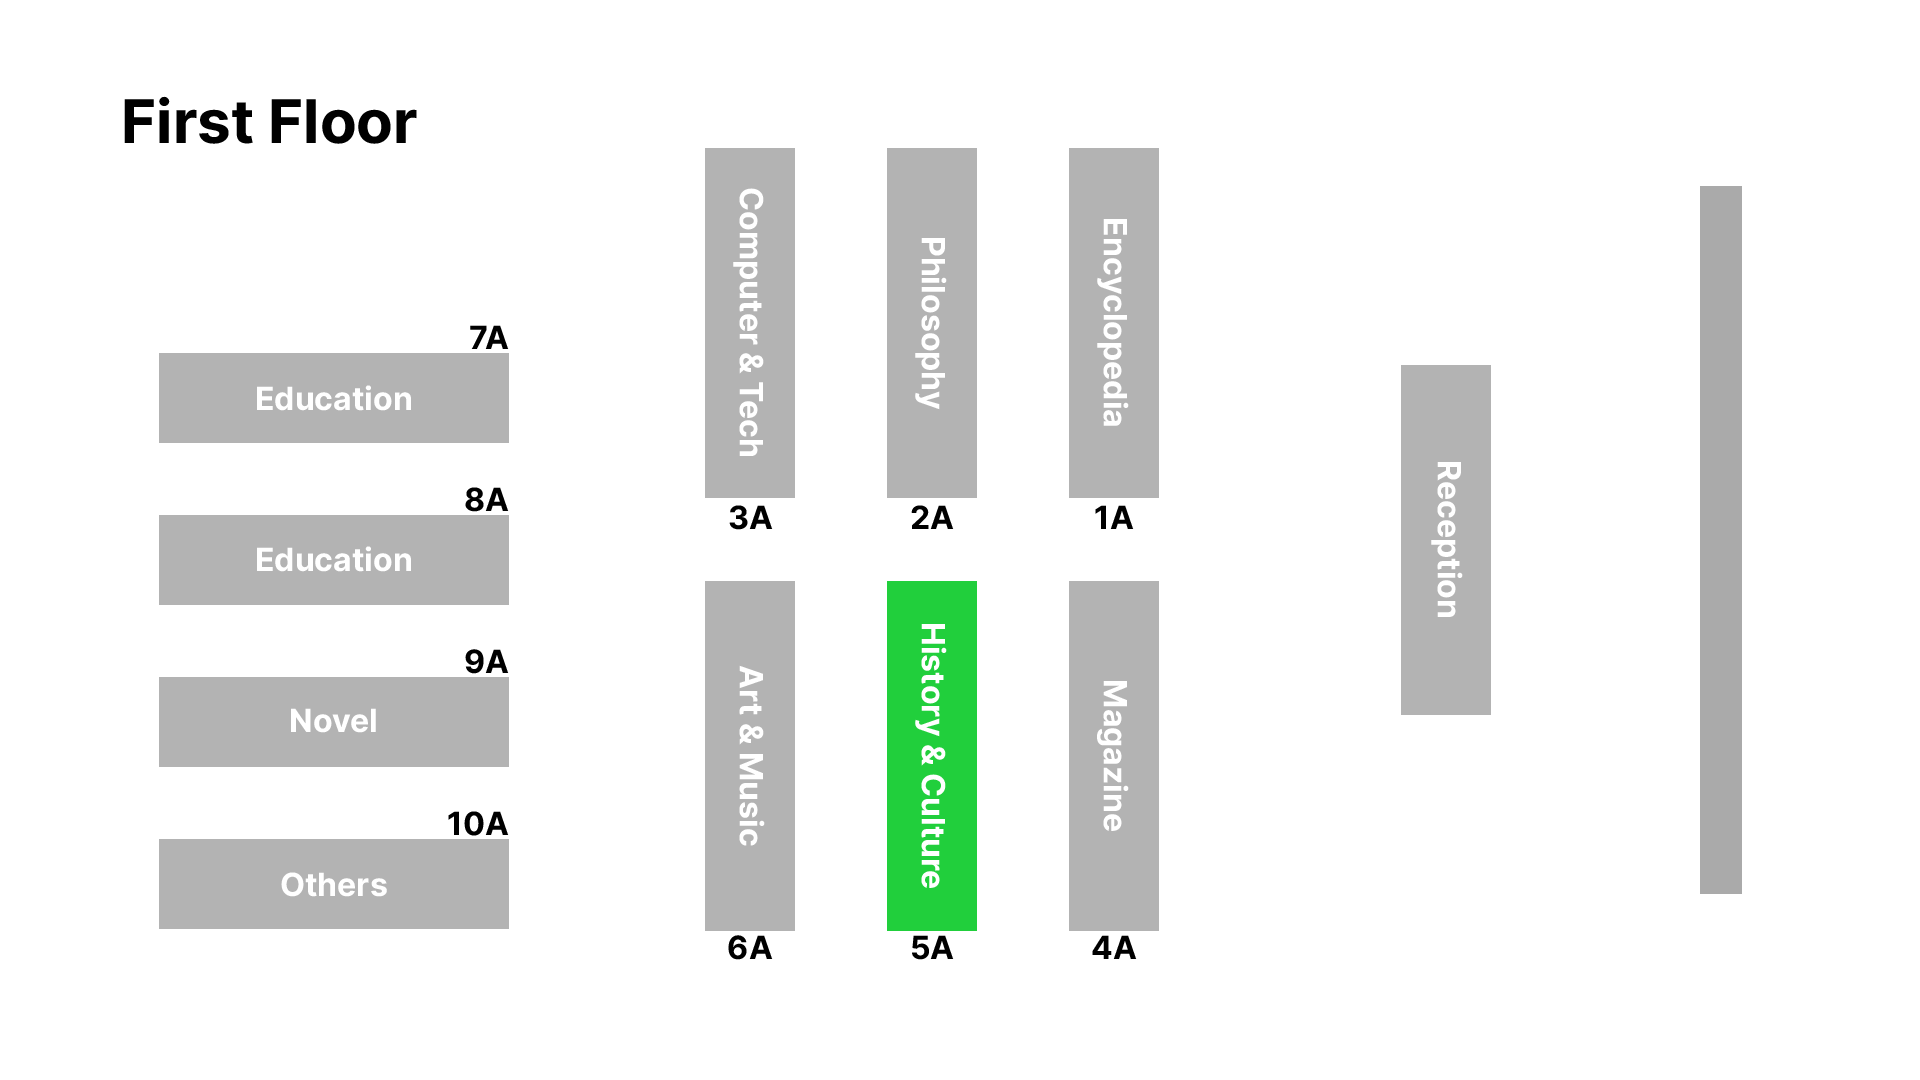 First Floor
Computer & Tech
3A
Philosophy
2A
Encyclopedia
1A
7A
Education
8A
Education
9A
Novel
10A
Others
Art & Music
6A
History & Culture
5A
Magazine
4A
Reception